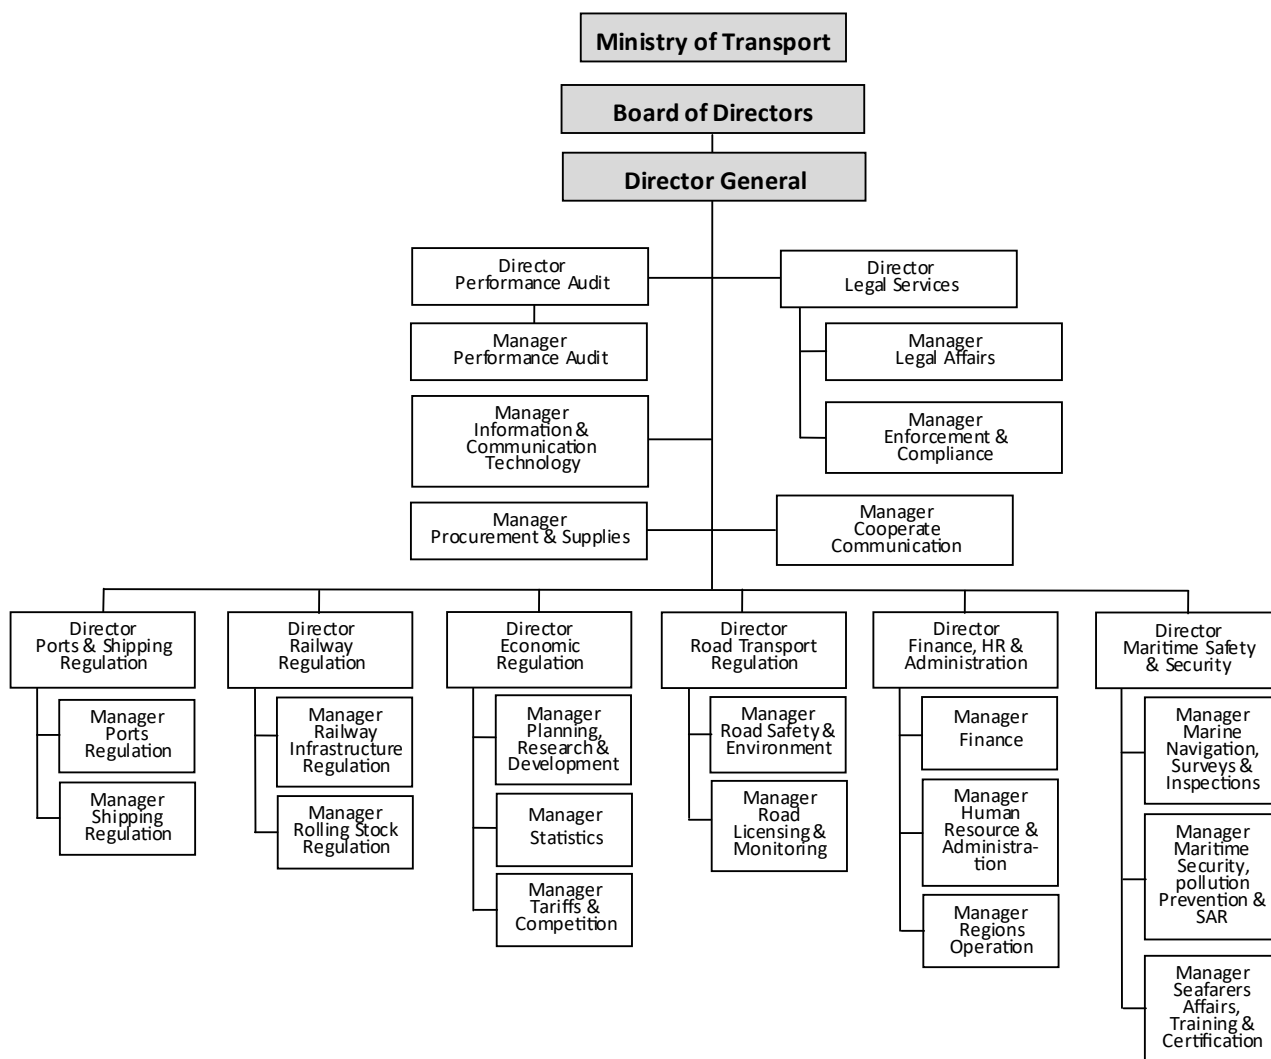 Ministry of Transport
Board of Directors
Director General
Director
Performance Audit
Director
Legal Services
Manager
Performance Audit
Manager
Legal Affairs
Manager
Information &
Communication
Technology
Manager
Enforcement &
Compliance
Manager
Procurement & Supplies
Manager
Cooperate
Communication
Director
Ports & Shipping
Regulation
Manager
Ports
Regulation
Manager
Shipping
Regulation
Director
Railway
Regulation
Manager
Railway
Infrastructure
Regulation
Manager
Rolling Stock
Regulation
Director
Economic
Regulation
Manager
Planning,
Research &
Development
Manager
Statistics
Manager
Tariffs &
Competition
Director
Road Transport
Regulation
Manager
Road Safety &
Environment
Manager
Road
Licensing &
Monitoring
Director
Finance, HR &
Administration
Manager
Finance
Manager
Human
Resource &
Administra-
tion
Manager
Regions
Operation
Director
Maritime Safety
& Security
Manager
Marine
Navigation,
Surveys &
Inspections
Manager
Maritime
Security,
pollution
Prevention &
SAR
Manager
Seafarers
Affairs,
Training &
Certification